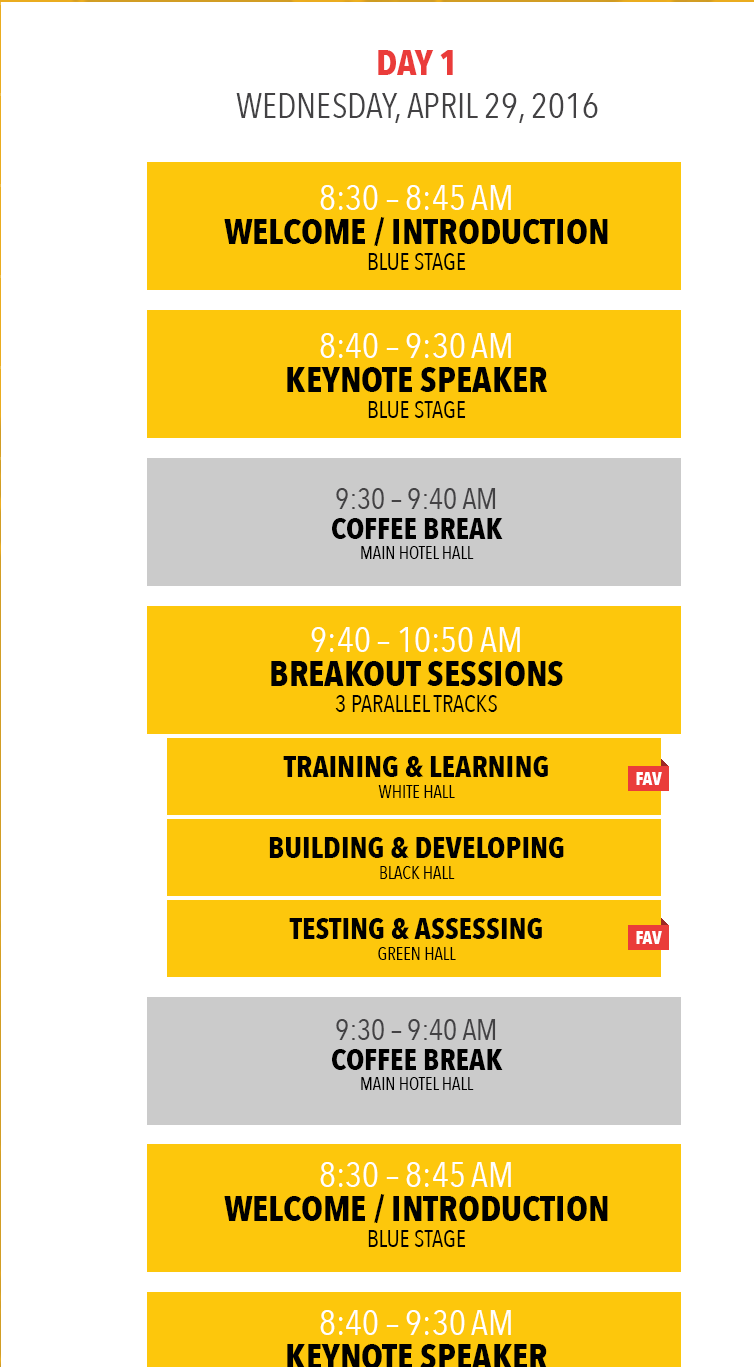 DAY 1
WEDNESDAY, APRIL 29, 2016
8:30 – 8:45 AM
WELCOME / INTRODUCTION
BLUE STAGE
8:40 – 9:30 AM
KEYNOTE SPEAKER
BLUE STAGE
9:30 – 9:40 AM
COFFEE BREAK
MAIN HOTEL HALL
9:40 – 10:50 AM
BREAKOUT SESSIONS
3 PARALLEL TRACKS
TRAINING & LEARNING
WHITE HALL
FAV
BUILDING & DEVELOPING
BLACK HALL
TESTING & ASSESSING
GREEN HALL
FAV
9:30 – 9:40 AM
COFFEE BREAK
MAIN HOTEL HALL
8:30 – 8:45 AM
WELCOME / INTRODUCTION
BLUE STAGE
8:40 – 9:30 AM
KEYNOTE SPEAKER